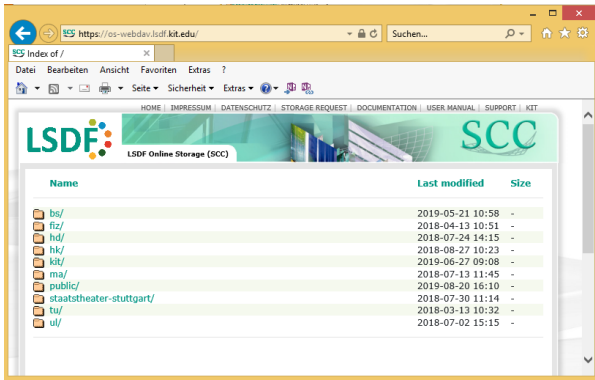 SCC https://os-webdav.lsdf.kit.edu/
Suchen...
SCC Index of /
Datei Bearbeiten Ansicht Favoriten Extras ?
Seite Sicherheit Extras
HOME | IMPRESSUM | DATENSCHUTZ | STORAGE REQUEST | DOCUMENTATION | USER MANUAL | SUPPORT | KIT
LSDF
LSDF Online Storage (SCC)
SCC
Name Last modified Size
bs/ 2019-05-21 10:58 -
fiz/ 2018-04-13 10:51 -
hd/ 2018-07-24 14:15 -
hk/ 2018-08-27 10:23 -
kit/ 2019-06-27 09:08 -
ma/ 2018-07-13 11:45 -
public/ 2019-08-20 16:10 -
staatstheater-stuttgart/ 2018-07-30 11:14 -
tu/ 2018-03-13 10:32 -
ul/ 2018-07-02 15:15 -